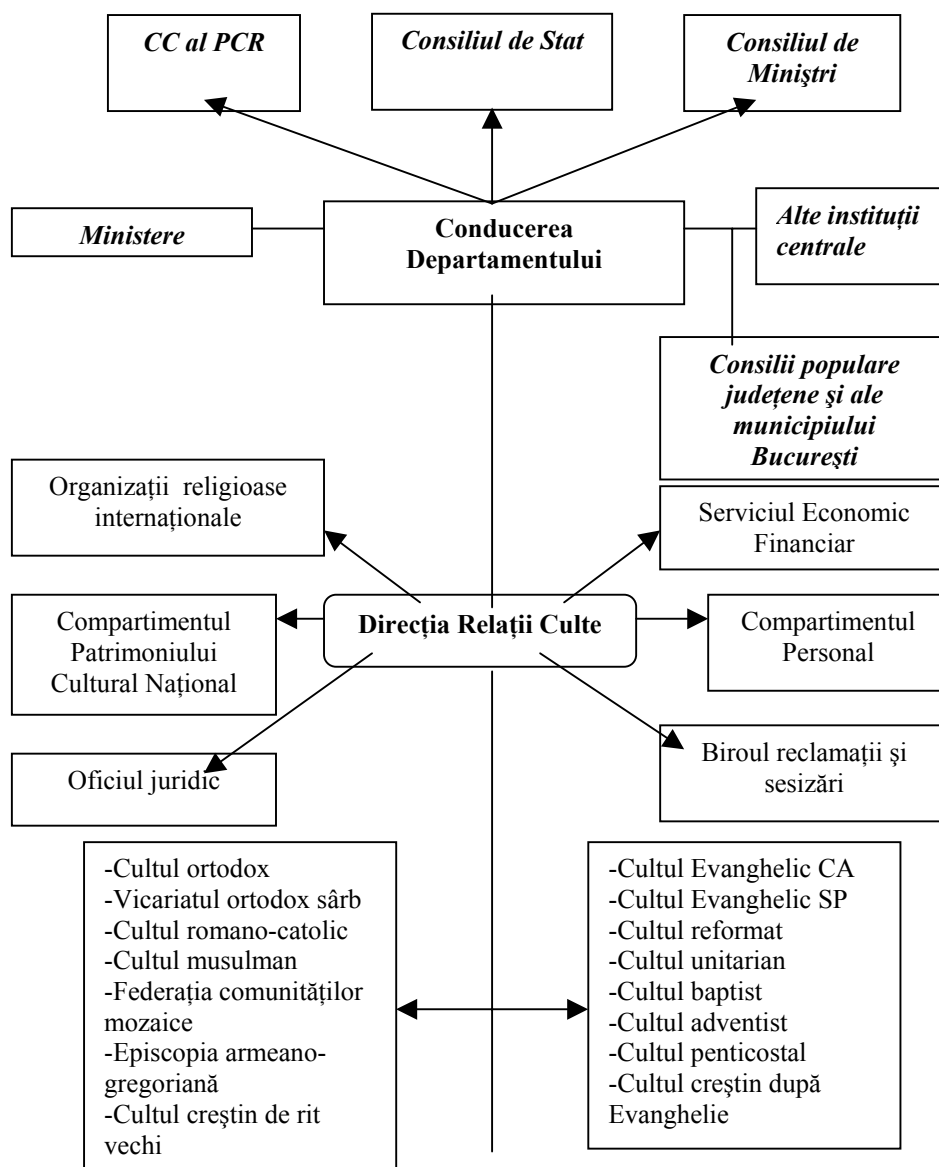 CC al PCR
Consiliul de Stat
Consiliul de
Miniştri
Ministere
Conducerea
Departamentului
Alte instituții
centrale
Consilii populare
județene şi ale
municipiului
București
Organizații religioase
internaționale
Serviciul Economic
Financiar
Compartimentul
Patrimoniului
Cultural Național
Direcția Relații Culte
Compartimentul
Personal
Oficiul juridic
Biroul reclamații şi
sesizări
-Cultul ortodox
-Vicariatul ortodox sârb
-Cultul romano-catolic
-Cultul musulman
-Federația comunităților
mozaice
-Episcopia armeano-
gregoriană
-Cultul creştin de rit
vechi
-Cultul Evanghelic CA
-Cultul Evanghelic SP
-Cultul reformat
-Cultul unitarian
-Cultul baptist
-Cultul adventist
-Cultul penticostal
-Cultul creştin după
Evanghelie